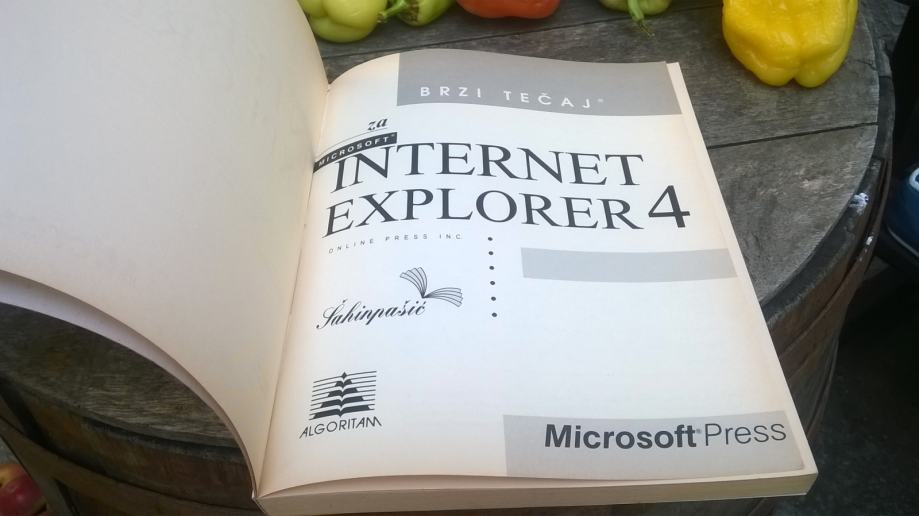 BRZI TEČAJ®
za
MICROSOFT®
INTERNET
EXPLORER 4
ONLINE PRESS INC.
Šahinpašić
ALGORITAM
Microsoft® Press